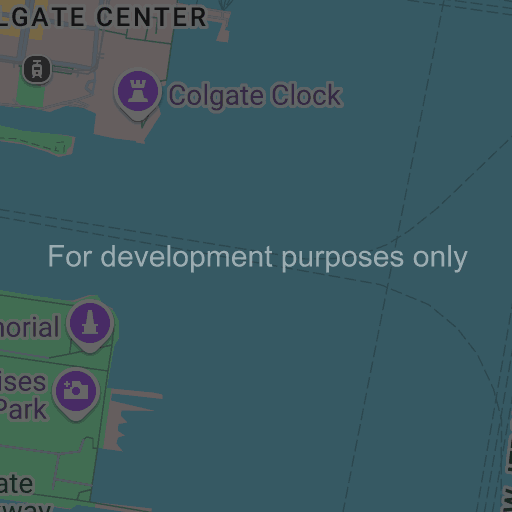 LGATE CENTER
Colgate Clock
For development purposes only
morial
ises
Park
ate
way